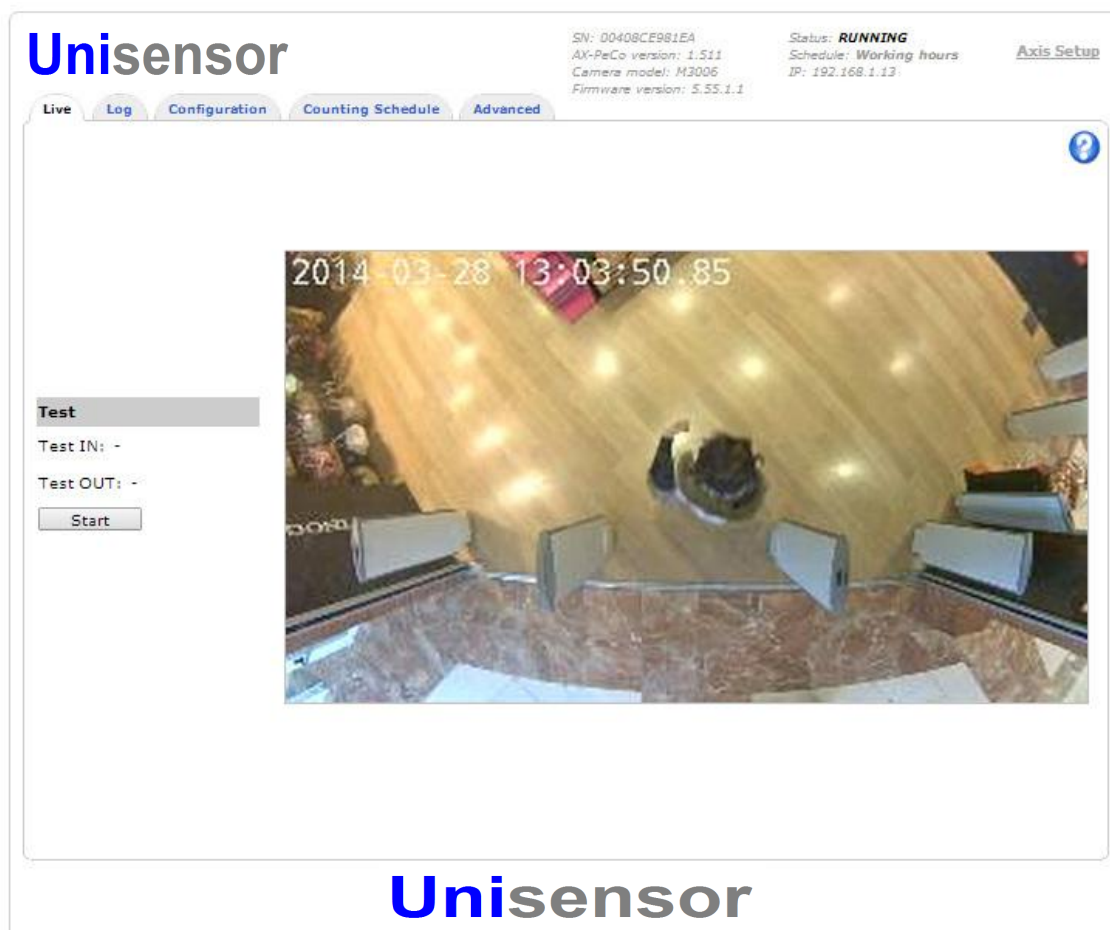 Unisensor
SN: 00408CE981EA
AX-PeCo version: 1.511
Camera model: M3006
Firmware version: 5.55.1.1
Status: RUNNING
Schedule: Working hours
IP: 192.168.1.13
Axis Setup
Live
Log
Configuration
Counting Schedule
Advanced
2014-03-28 13:03:50.85
Test
Test IN: -
Test OUT: -
Start
Unisensor